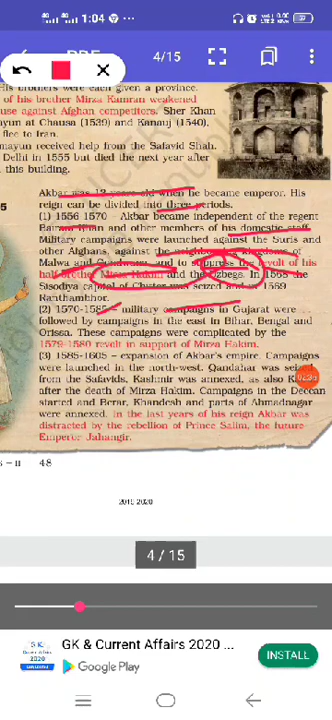 4G 4G 1:04
PDF
4/15
His brothers were each given a province.
of his brother Mirza Kamran weakened
use against Afghan competitors. Sher Khan
ayun at Chausa (1539) and Kanauj (1540),
flee to Iran.
mayun received help from the Safavid Shah.
Delhi in 1555 but died the next year after
this building.
Akbar was 13 years old when he became emperor. His
reign can be divided into three periods.
5
(1) 1556-1570 – Akbar became independent of the regent
Bairam Khan and other members of his domestic staff.
Military campaigns were launched against the Suris and
other Afghans, against the neighbouring kingdoms of
Malwa and Gondwana, and to suppress the revolt of his
half-brother Mirza Hakim and the Uzbegs. In 1568 the
Sisodiya capital of Chittor was seized and in 1569
Ranthambhor.
02:35
(2) 1570-1585 – military campaigns in Gujarat were
followed by campaigns in the east in Bihar, Bengal and
Orissa. These campaigns were complicated by the
1579-1580 revolt in support of Mirza Hakim.
(3) 1585-1605 – expansion of Akbar's empire. Campaigns
were launched in the north-west. Qandahar was seized
from the Safavids, Kashmir was annexed, as also
after the death of Mirza Hakim. Campaigns in the Deccan
started and Berar, Khandesh and parts of Ahmadnagar
were annexed. In the last years of his reign Akbar was
distracted by the rebellion of Prince Salim, the future
Emperor Jahangir.
– II 48
2019-2020
4 / 15
GK & Current Affairs 2020 ...
Google Play
INSTALL